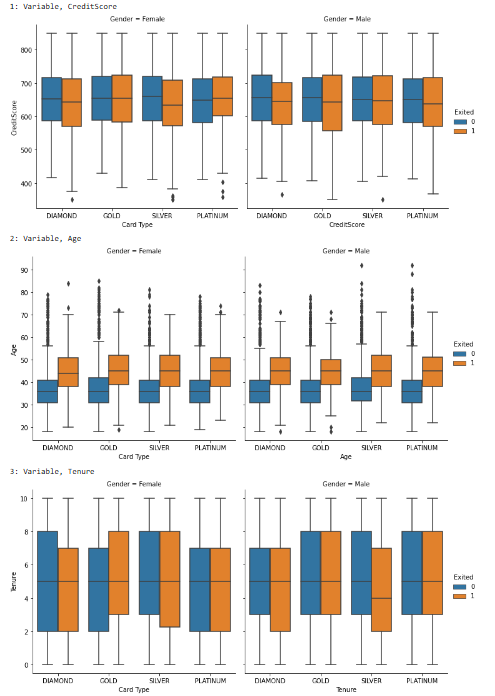 1: Variable, CreditScore
Gender = Female
Gender = Male
800
700
600
500
400
CreditScore
Exited
0
1
DIAMOND GOLD SILVER PLATINUM
DIAMOND GOLD SILVER PLATINUM
Card Type
CreditScore
2: Variable, Age
Gender = Female
Gender = Male
90
80
70
60
50
40
30
20
Age
Exited
0
1
DIAMOND GOLD SILVER PLATINUM
DIAMOND GOLD SILVER PLATINUM
Card Type
Age
3: Variable, Tenure
Gender = Female
Gender = Male
10
8
6
4
2
0
Tenure
Exited
0
1
DIAMOND GOLD SILVER PLATINUM
DIAMOND GOLD SILVER PLATINUM
Card Type
Tenure